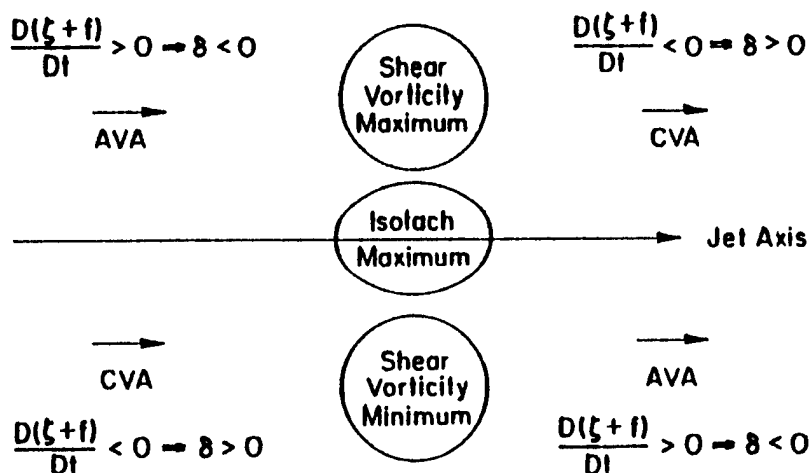 D(ζ+f)/Dt > 0 → δ < 0
AVA
Shear
Vorticity
Maximum
D(ζ+f)/Dt < 0 → δ > 0
CVA
Isotach
Maximum
Jet Axis
CVA
D(ζ+f)/Dt < 0 → δ > 0
Shear
Vorticity
Minimum
AVA
D(ζ+f)/Dt > 0 → δ < 0